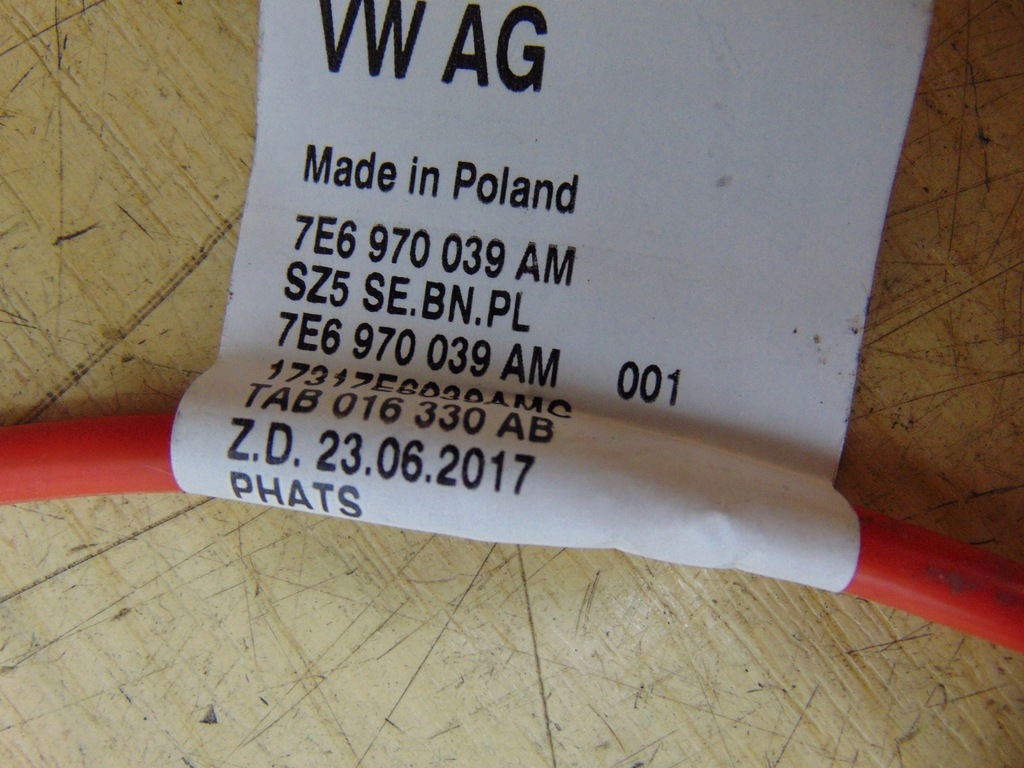 VW AG
Made in Poland
7E6 970 039 AM
SZ5 SE.BN.PL
7E6 970 039 AM 001
TAB 016 330 AB
Z.D. 23.06.2017
PHATS